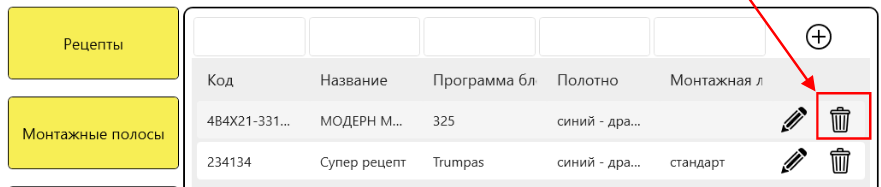 Рецепты
Монтажные полосы
Код Название Программа бл Полотно Монтажная л
4B4X21-331... МОДЕРН М... 325 синий - дра...
234134 Супер рецепт Trumpas синий - дра... стандарт